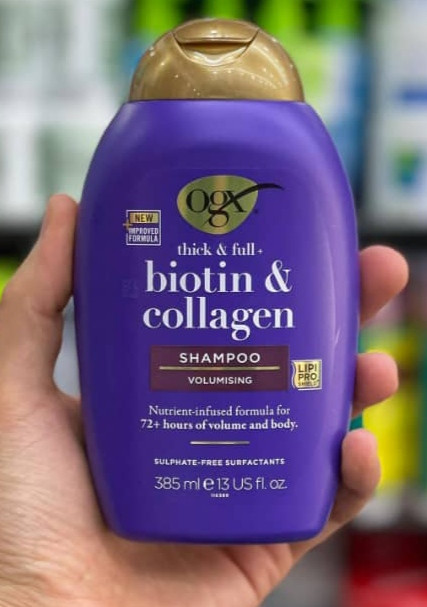 ogx
NEW
IMPROVED
FORMULA
thick & full +
biotin &
collagen
SHAMPOO
VOLUMISING
LIPI
PRO
SHIELD
Nutrient-infused formula for
72+ hours of volume and body.
SULPHATE-FREE SURFACTANTS
385 ml e 13 US fl. oz.